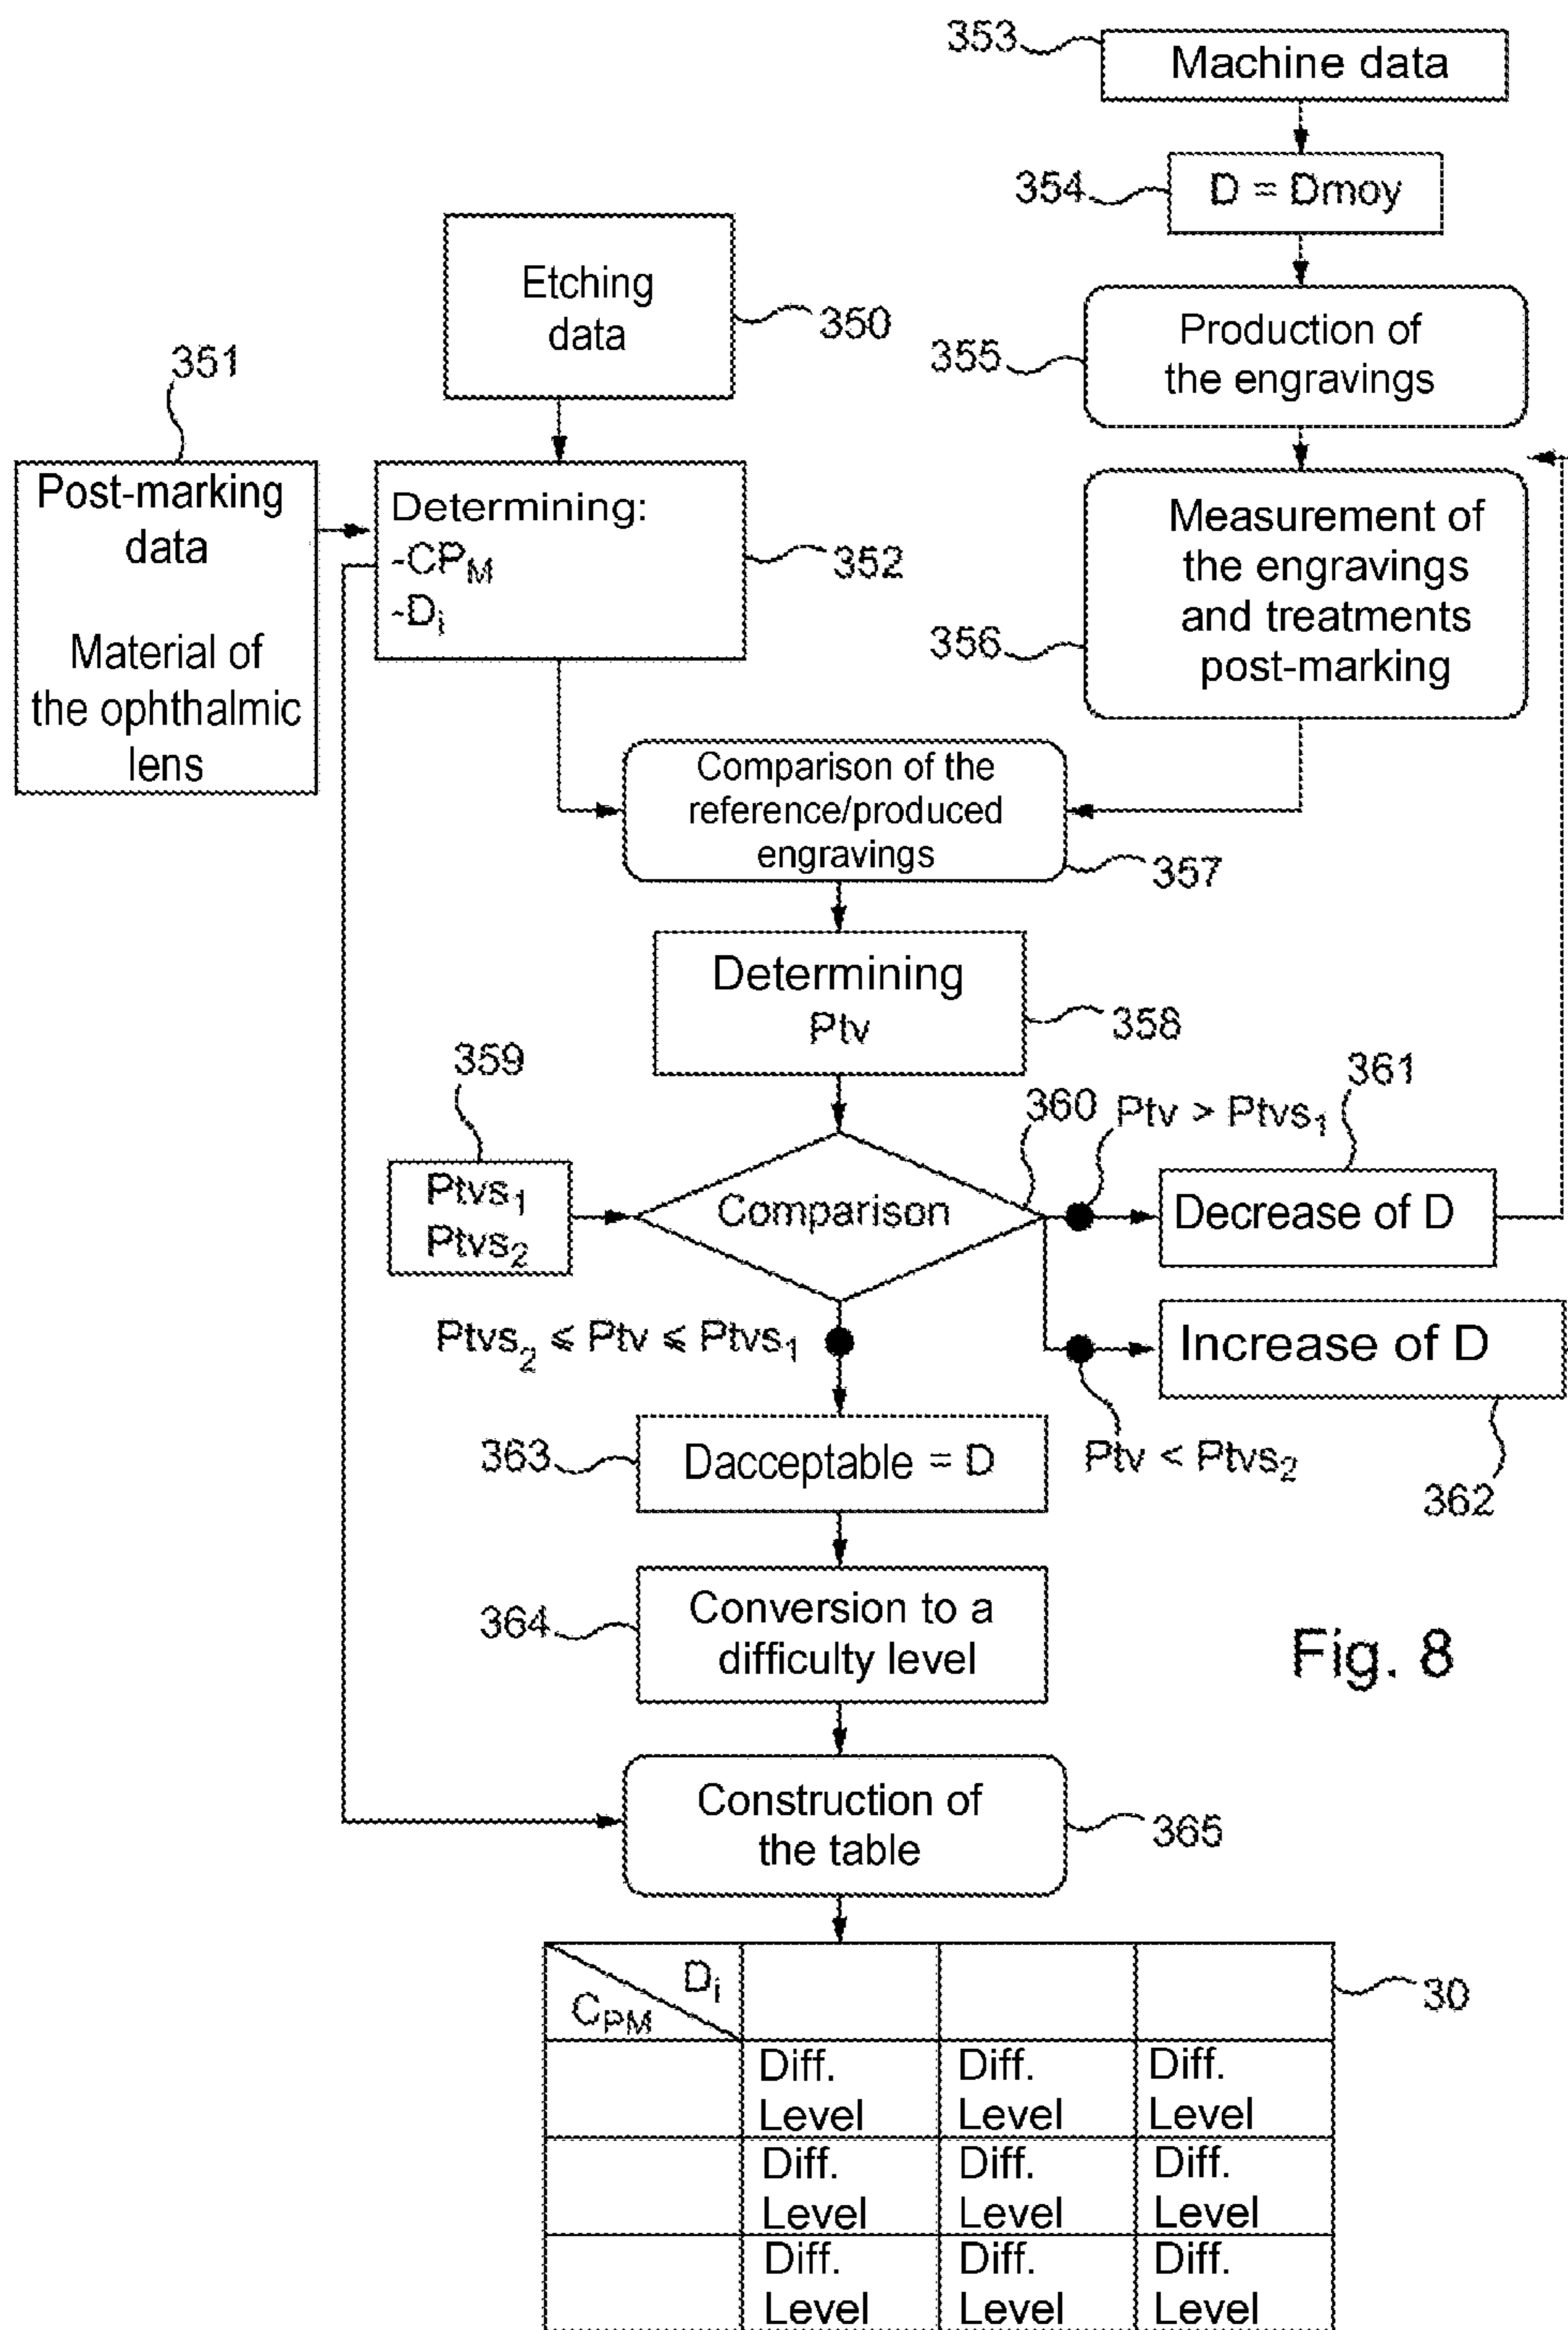 353
Machine data
354
D = Dmoy
Etching
data
350
355
Production of
the engravings
351
Post-marking
data
Material of
the ophthalmic
lens
Determining:
-CP_M
-D_i
352
356
Measurement of
the engravings
and treatments
post-marking
Comparison of the
reference/produced
engravings
357
Determining
Ptv
358
359
Ptvs₁
Ptvs₂
Comparison
360
Ptv > Ptvs₁
361
Decrease of D
Ptvs₂ ⩽ Ptv ⩽ Ptvs₁
Increase of D
Ptv < Ptvs₂
362
363
Dacceptable = D
364
Conversion to a
difficulty level
Fig. 8
Construction of
the table
365
D_i
C_PM
30
Diff. Diff. Diff.
Level Level Level
Diff. Diff. Diff.
Level Level Level
Diff. Diff. Diff.
Level Level Level